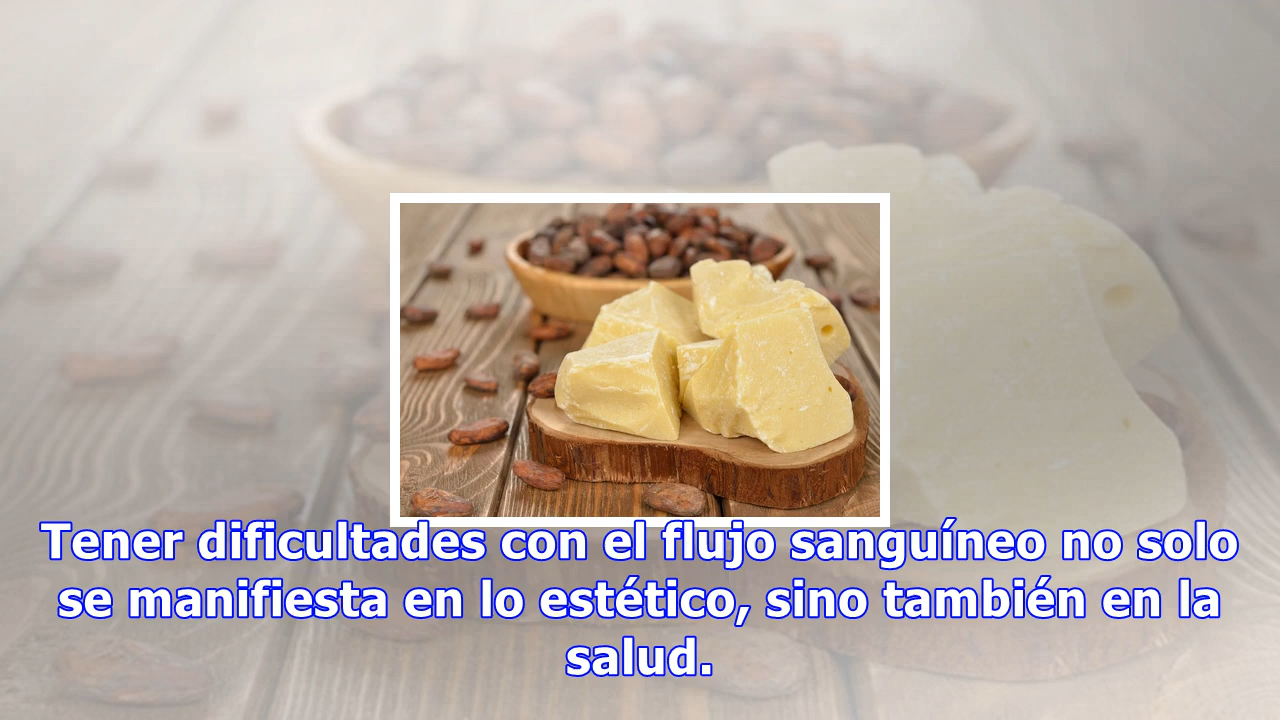 Tener dificultades con el flujo sanguíneo no solo
se manifiesta en lo estético, sino también en la
salud.